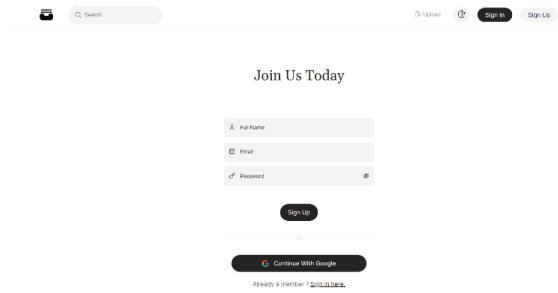 Search
Upload
Sign In
Sign Up
Join Us Today
Full Name
Email
Password
Sign Up
OR
Continue With Google
Already a member ? Sign in here.